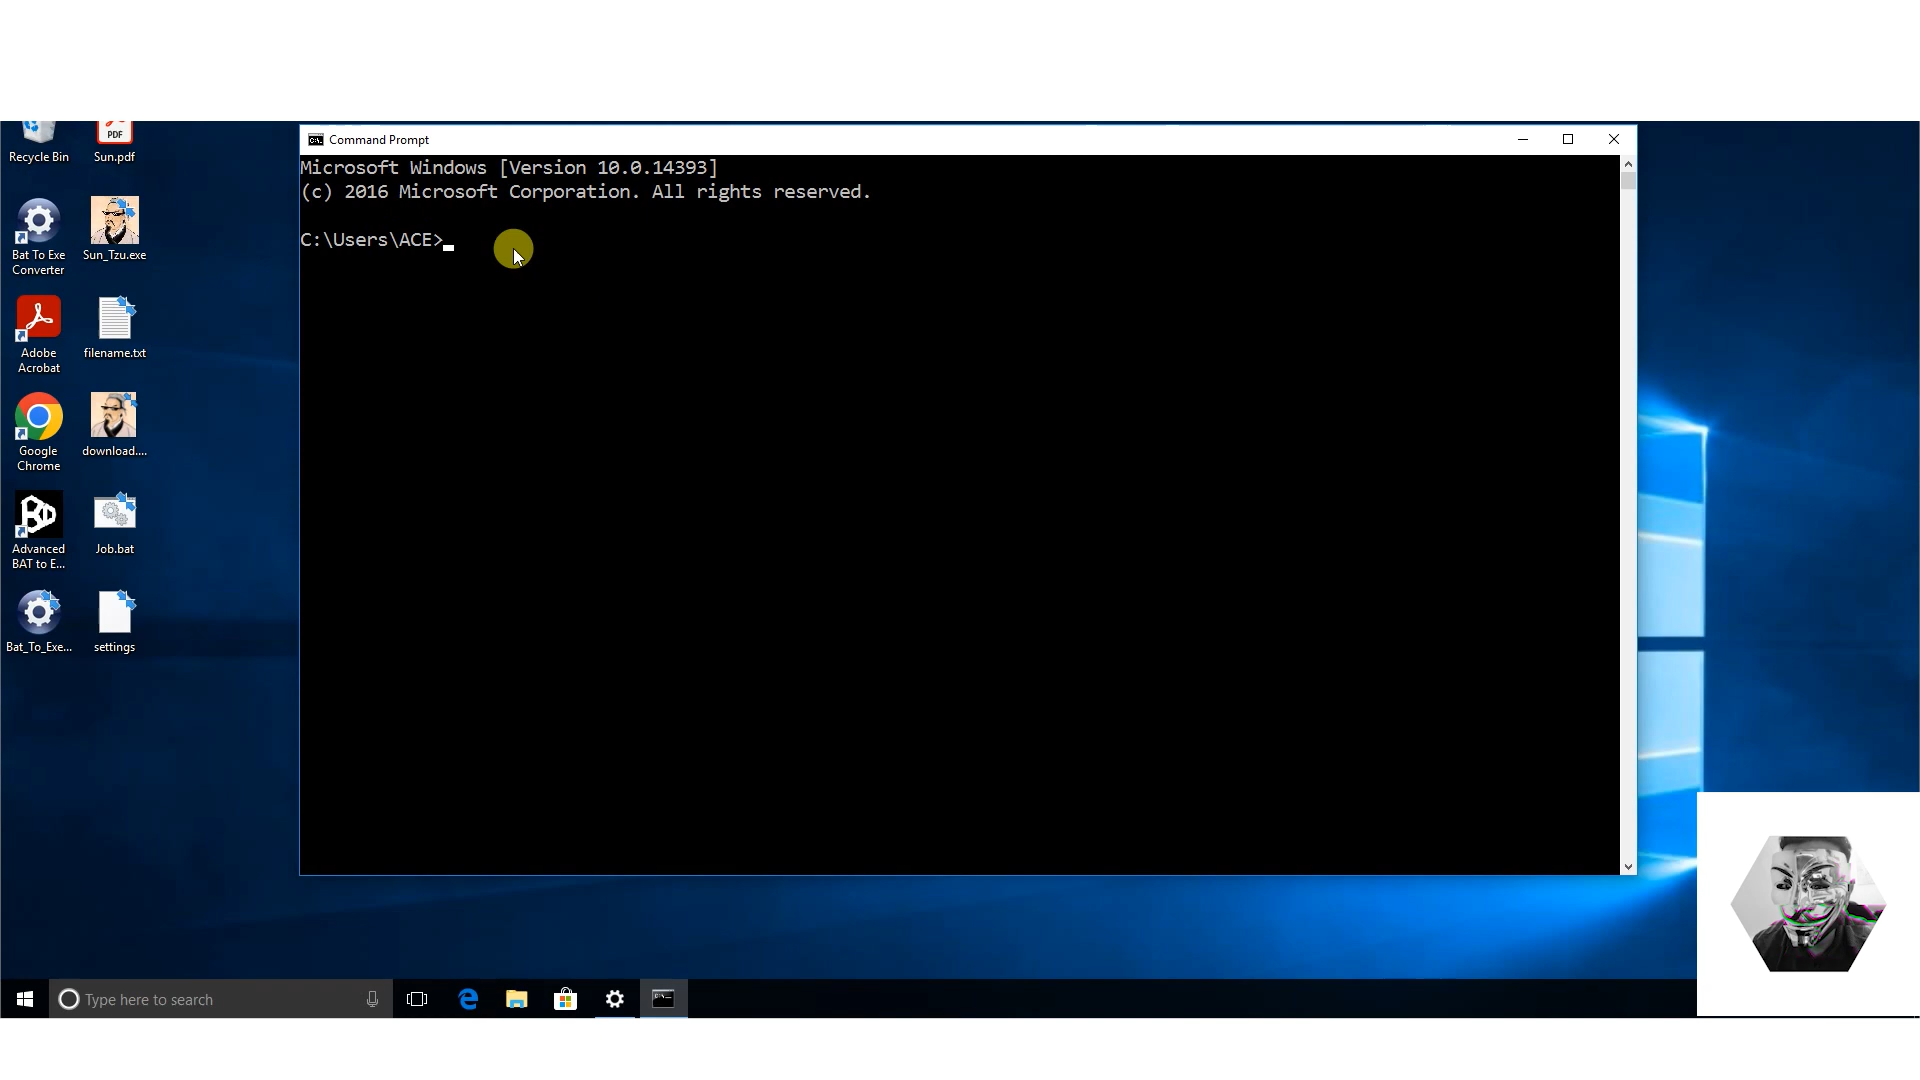 Recycle Bin
Sun.pdf
PDF
Bat To Exe
Converter
Sun_Tzu.exe
Adobe
Acrobat
filename.txt
Google
Chrome
download....
Advanced
BAT to E...
Job.bat
Bat_To_Exe...
settings
Command Prompt
Microsoft Windows [Version 10.0.14393]
(c) 2016 Microsoft Corporation. All rights reserved.
C:\Users\ACE>
Type here to search